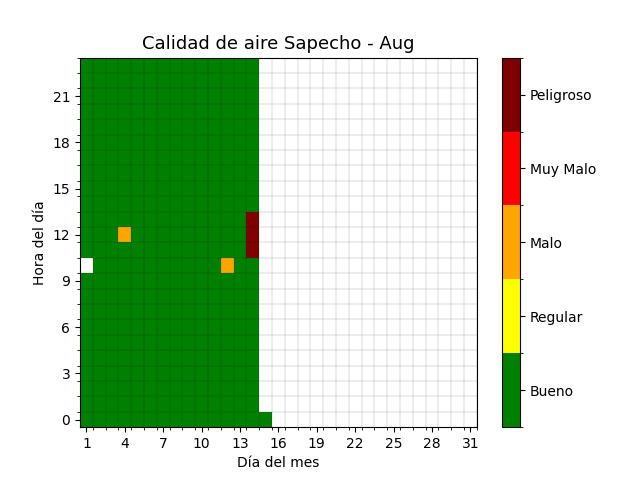 Calidad de aire Sapecho - Aug
Hora del día
21
18
15
12
9
6
3
0
1 4 7 10 13 16 19 22 25 28 31
Día del mes
Peligroso
Muy Malo
Malo
Regular
Bueno